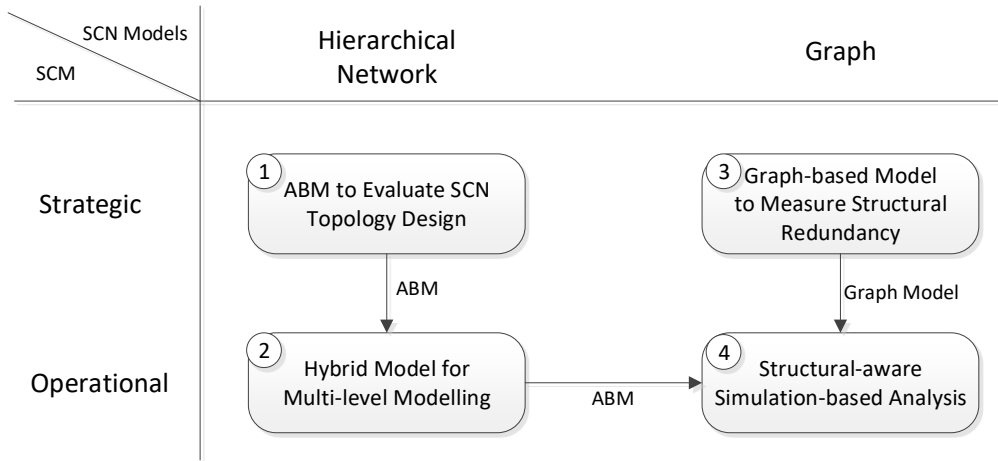 SCN Models
SCM
Hierarchical
Network
Graph
Strategic
1
ABM to Evaluate SCN
Topology Design
3
Graph-based Model
to Measure Structural
Redundancy
ABM
Graph Model
Operational
2
Hybrid Model for
Multi-level Modelling
ABM
4
Structural-aware
Simulation-based Analysis